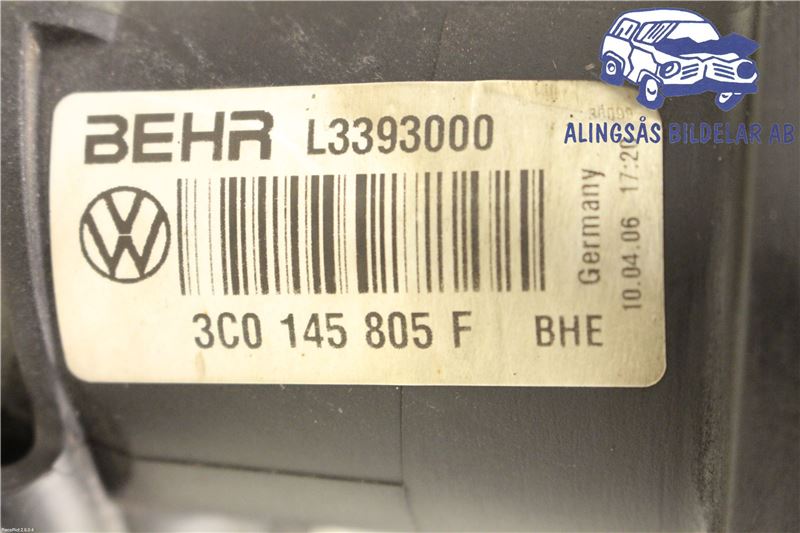 BEHR L3393000
3C0 145 805 F BHE
Germany
10.04.06 17:20
ALINGSÅS BILDELAR AB